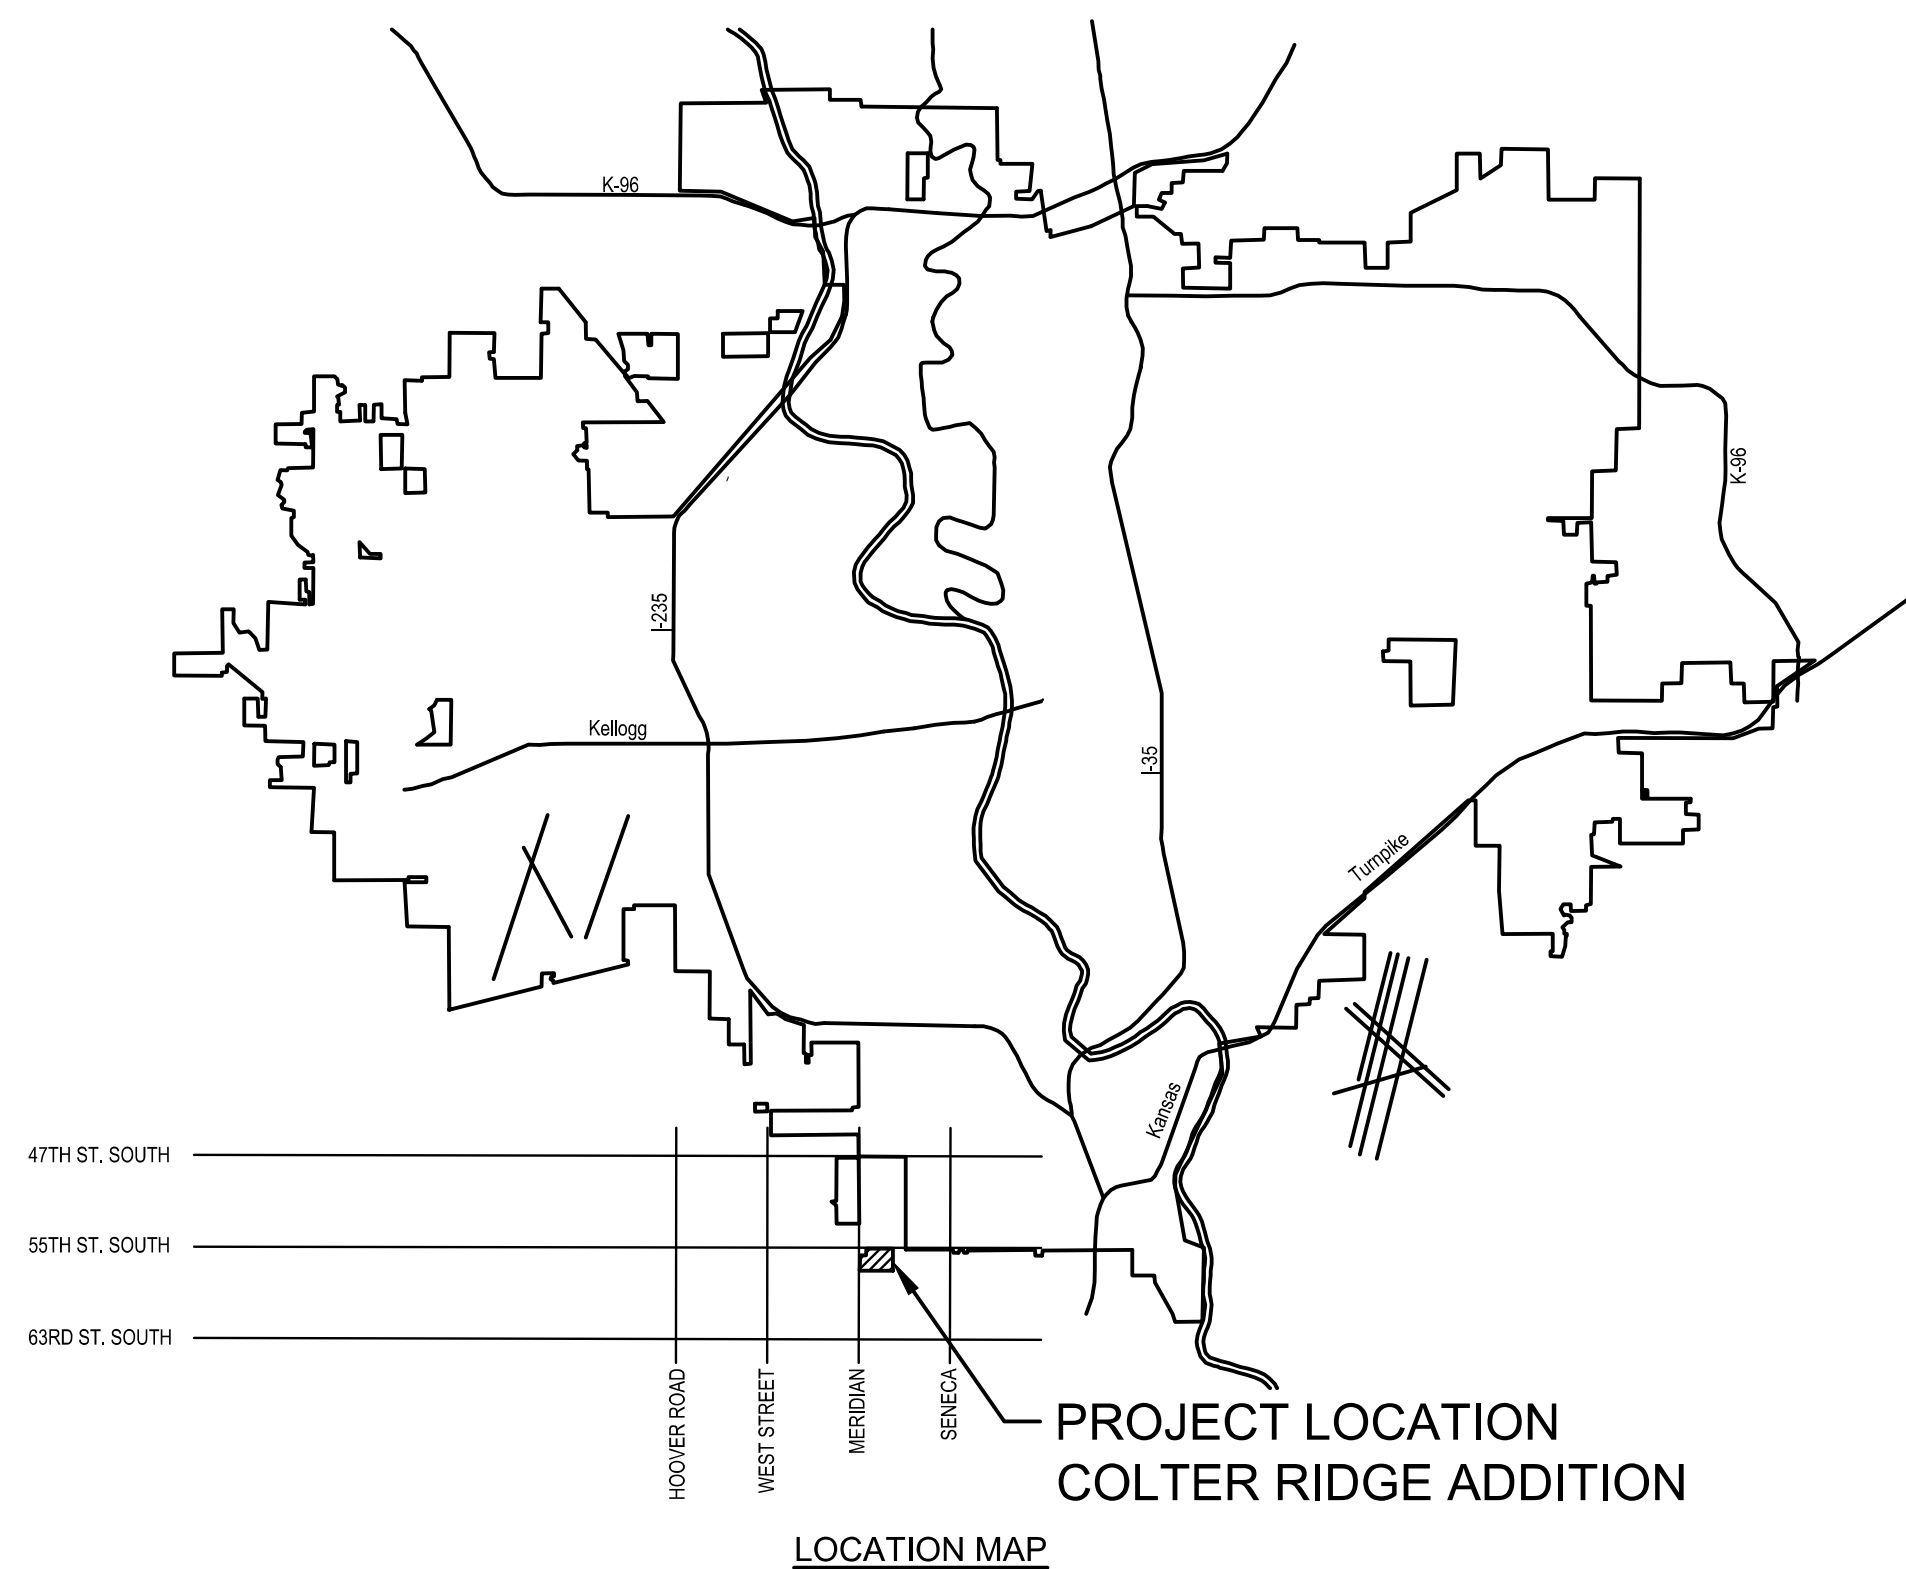 K-96
K-96
I-235
Kellogg
I-35
Turnpike
Kansas
47TH ST. SOUTH
55TH ST. SOUTH
63RD ST. SOUTH
HOOVER ROAD
WEST STREET
MERIDIAN
SENECA
PROJECT LOCATION
COLTER RIDGE ADDITION
LOCATION MAP